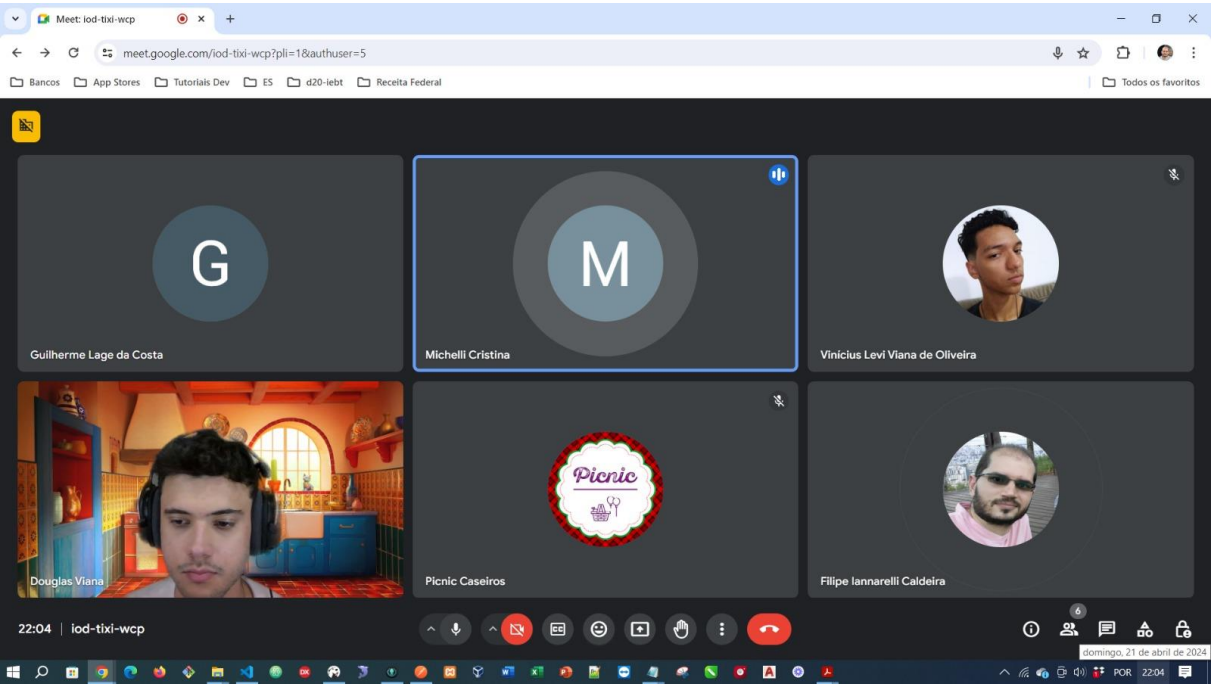 Meet: iod-tixi-wcp
meet.google.com/iod-tixi-wcp?pli=1&authuser=5
Bancos
App Stores
Tutoriais Dev
ES
d20-iebt
Receita Federal
Todos os favoritos
G
Guilherme Lage da Costa
M
Michelli Cristina
Vinícius Levi Viana de Oliveira
Douglas Viana
Picnic
Picnic Caseiros
Filipe Iannarelli Caldeira
22:04 | iod-tixi-wcp
CC
6
domingo, 21 de abril de 2024
POR
22:04